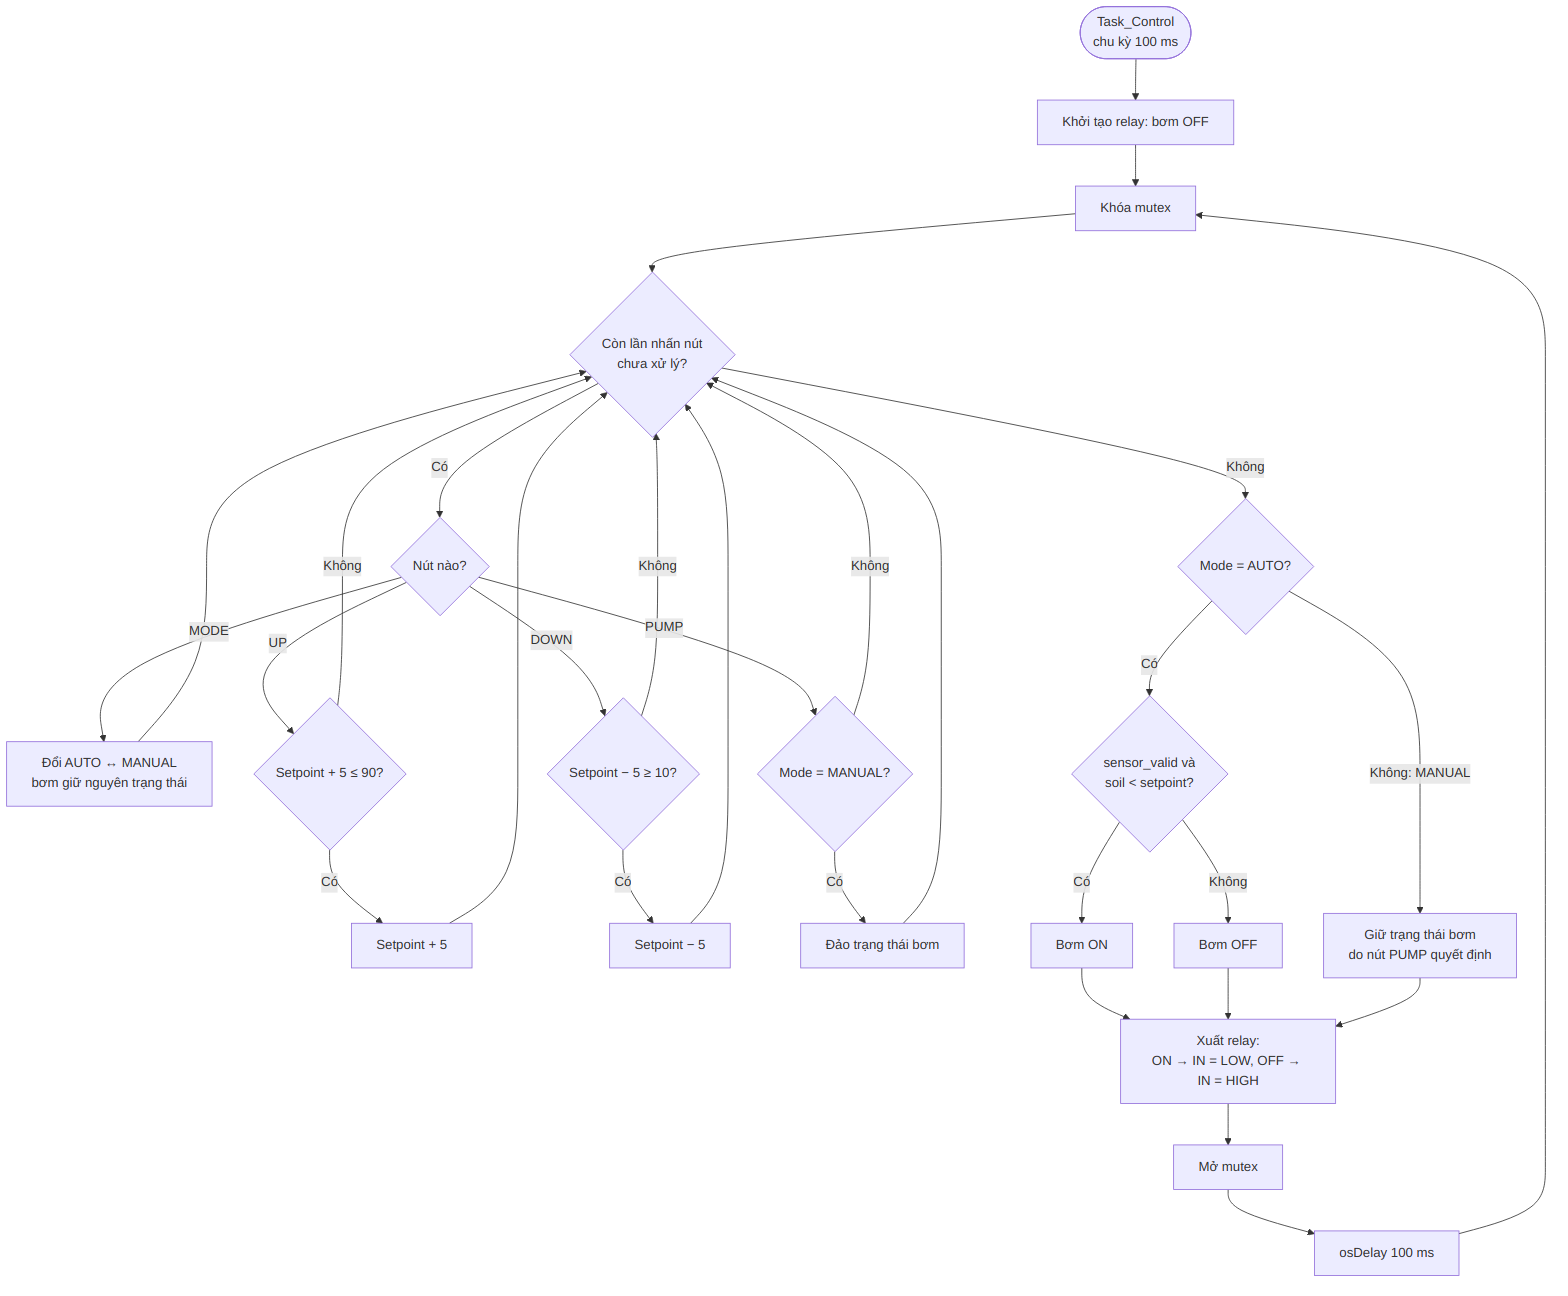 Task_Control
chu kỳ 100 ms
Khởi tạo relay: bơm OFF
Khóa mutex
Còn lần nhấn nút
chưa xử lý?
Có
Không
Nút nào?
Không
Không
Không
Mode = AUTO?
MODE
UP
DOWN
PUMP
Có
Không: MANUAL
Đổi AUTO ↔ MANUAL
bơm giữ nguyên trạng thái
Setpoint + 5 ≤ 90?
Setpoint − 5 ≥ 10?
Mode = MANUAL?
sensor_valid và
soil < setpoint?
Có
Có
Có
Có
Không
Setpoint + 5
Setpoint − 5
Đảo trạng thái bơm
Bơm ON
Bơm OFF
Giữ trạng thái bơm
do nút PUMP quyết định
Xuất relay:
ON → IN = LOW, OFF →
IN = HIGH
Mở mutex
osDelay 100 ms